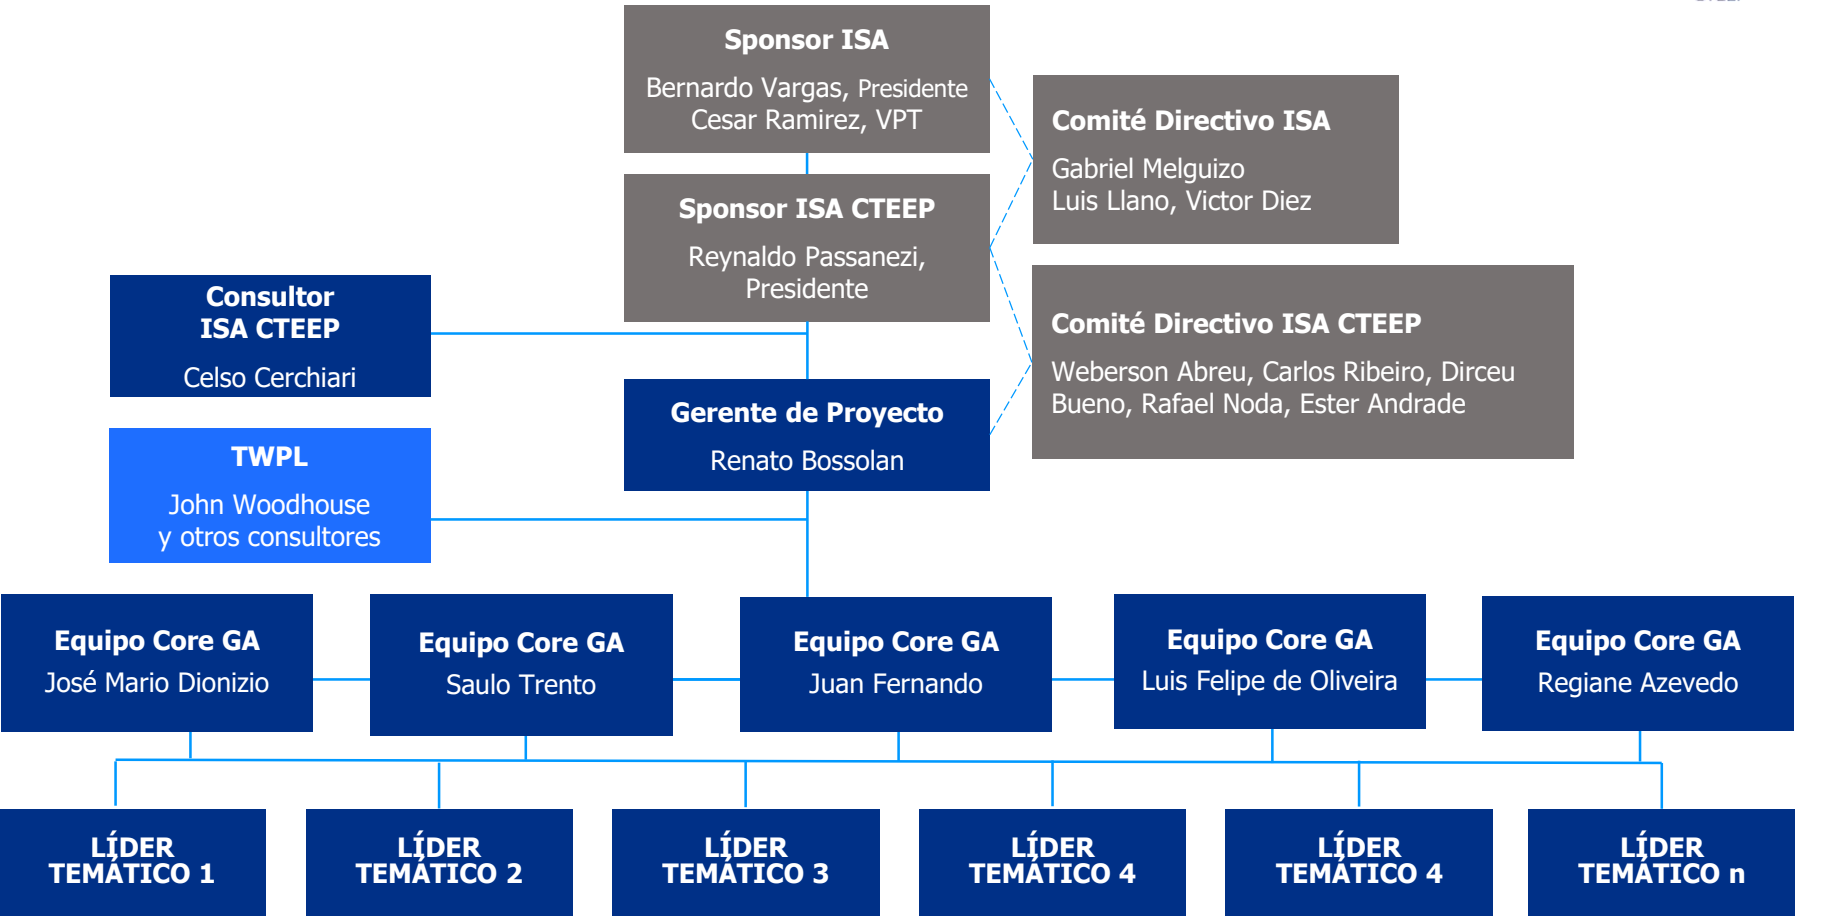 Sponsor ISA
Bernardo Vargas, Presidente
Cesar Ramirez, VPT
Comité Directivo ISA
Gabriel Melguizo
Luis Llano, Victor Diez
Sponsor ISA CTEEP
Reynaldo Passanezi,
Presidente
Consultor
ISA CTEEP
Celso Cerchiari
Comité Directivo ISA CTEEP
Weberson Abreu, Carlos Ribeiro, Dirceu
Bueno, Rafael Noda, Ester Andrade
Gerente de Proyecto
Renato Bossolan
TWPL
John Woodhouse
y otros consultores
Equipo Core GA
José Mario Dionizio
Equipo Core GA
Saulo Trento
Equipo Core GA
Juan Fernando
Equipo Core GA
Luis Felipe de Oliveira
Equipo Core GA
Regiane Azevedo
LÍDER
TEMÁTICO 1
LÍDER
TEMÁTICO 2
LÍDER
TEMÁTICO 3
LÍDER
TEMÁTICO 4
LÍDER
TEMÁTICO 4
LÍDER
TEMÁTICO n